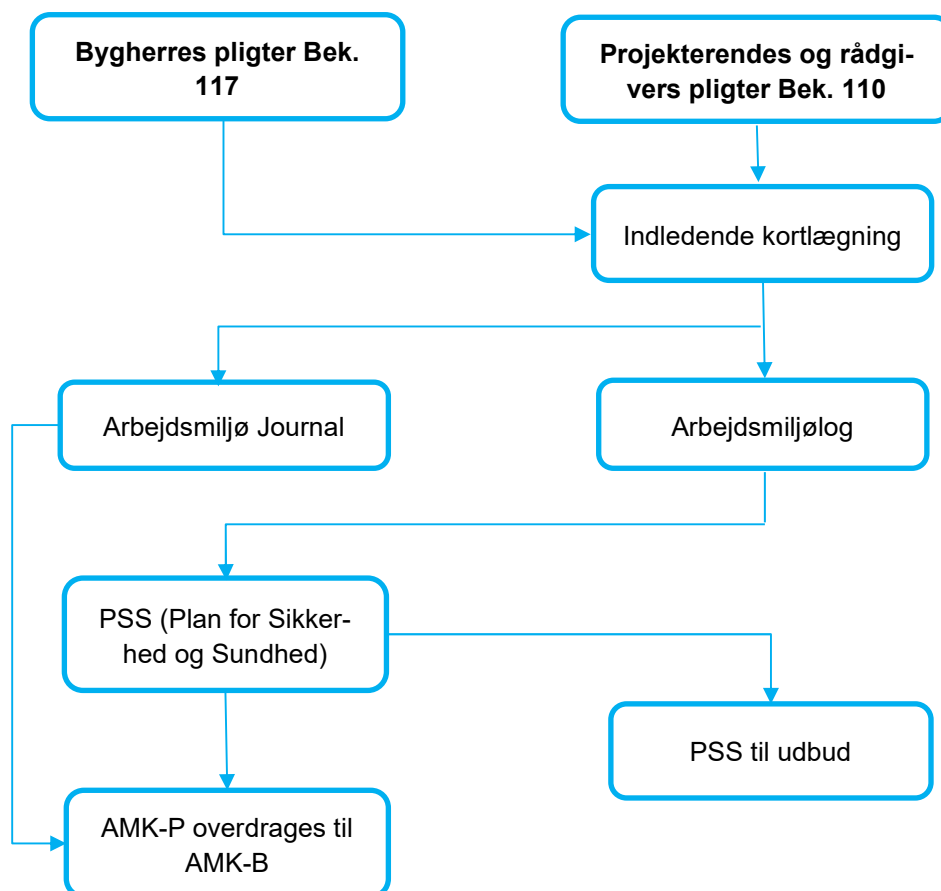 Bygherres pligter Bek.
117
Projekterendes og rådgi-
vers pligter Bek. 110
Indledende kortlægning
Arbejdsmiljø Journal
Arbejdsmiljølog
PSS (Plan for Sikker-
hed og Sundhed)
PSS til udbud
AMK-P overdrages til
AMK-B